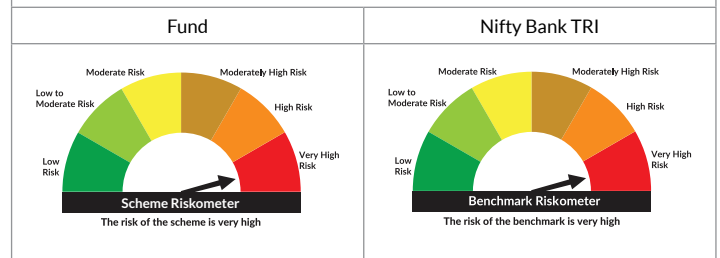 Fund
Moderate Risk
Moderately High Risk
Low to
Moderate Risk
High Risk
Low
Risk
Very High
Risk
Scheme Riskometer
The risk of the scheme is very high
Nifty Bank TRI
Moderate Risk
Moderately High Risk
Low to
Moderate Risk
High Risk
Low
Risk
Very High
Risk
Benchmark Riskometer
The risk of the benchmark is very high